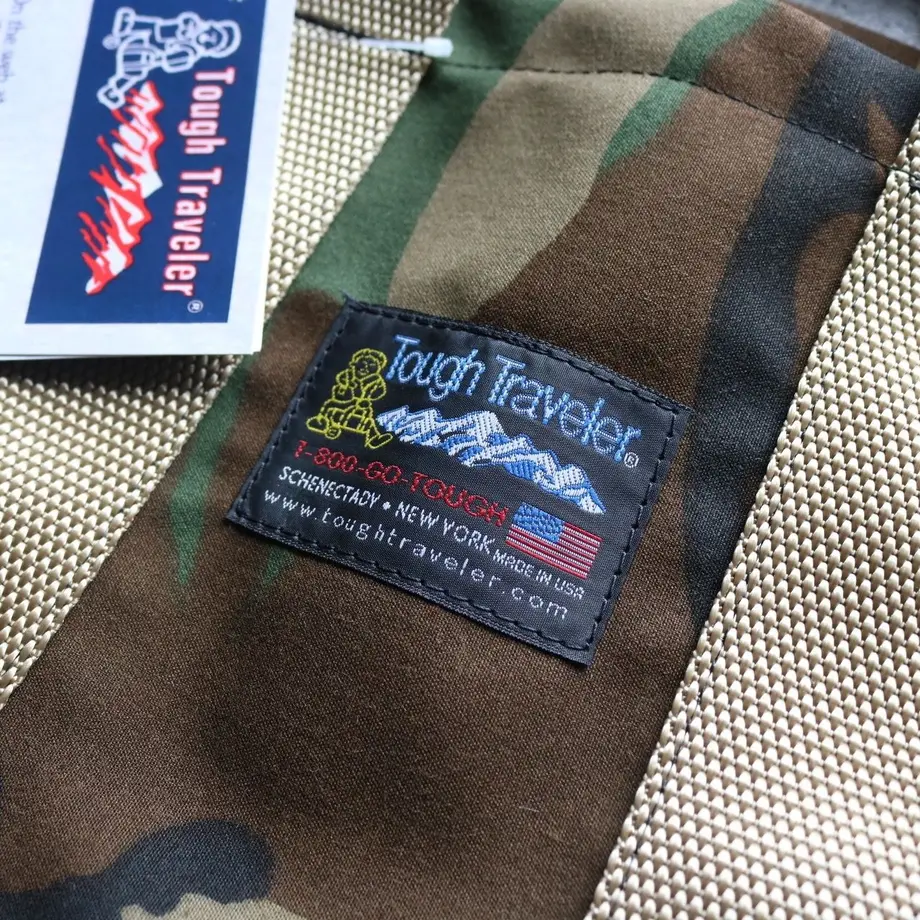 Tough Traveler®
Tough Traveler®
1-800-GO-TOUGH
SCHENECTADY • NEW YORK
MADE IN USA
www.toughtraveler.com